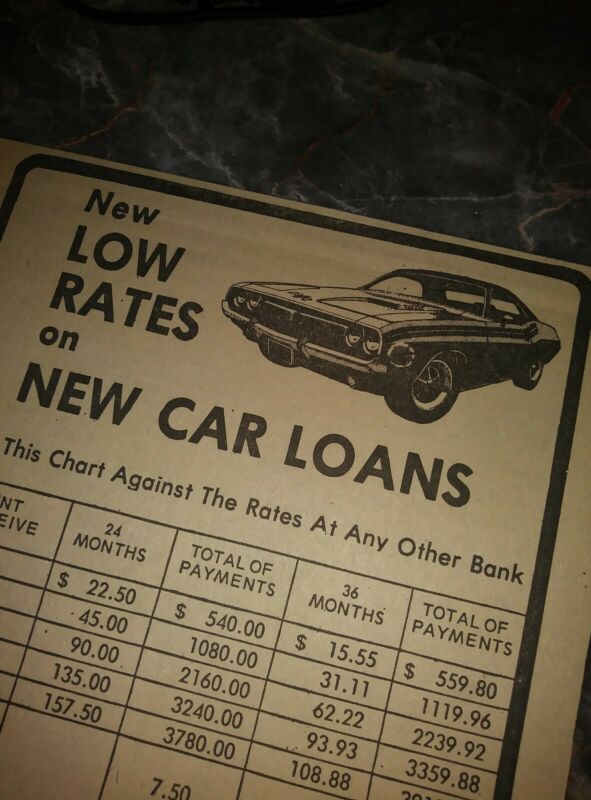 New
LOW
RATES
on
NEW CAR LOANS
This Chart Against The Rates At Any Other Bank
NT
EIVE
24
MONTHS
TOTAL OF
PAYMENTS
36
MONTHS
TOTAL OF
PAYMENTS
$ 22.50 $ 540.00 $ 15.55 $ 559.80
45.00 1080.00 31.11 1119.96
90.00 2160.00 62.22 2239.92
135.00 3240.00 93.93 3359.88
157.50 3780.00 108.88
7.50